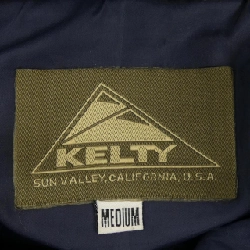 KELTY
SUN VALLEY, CALIFORNIA, U.S.A.
MEDIUM